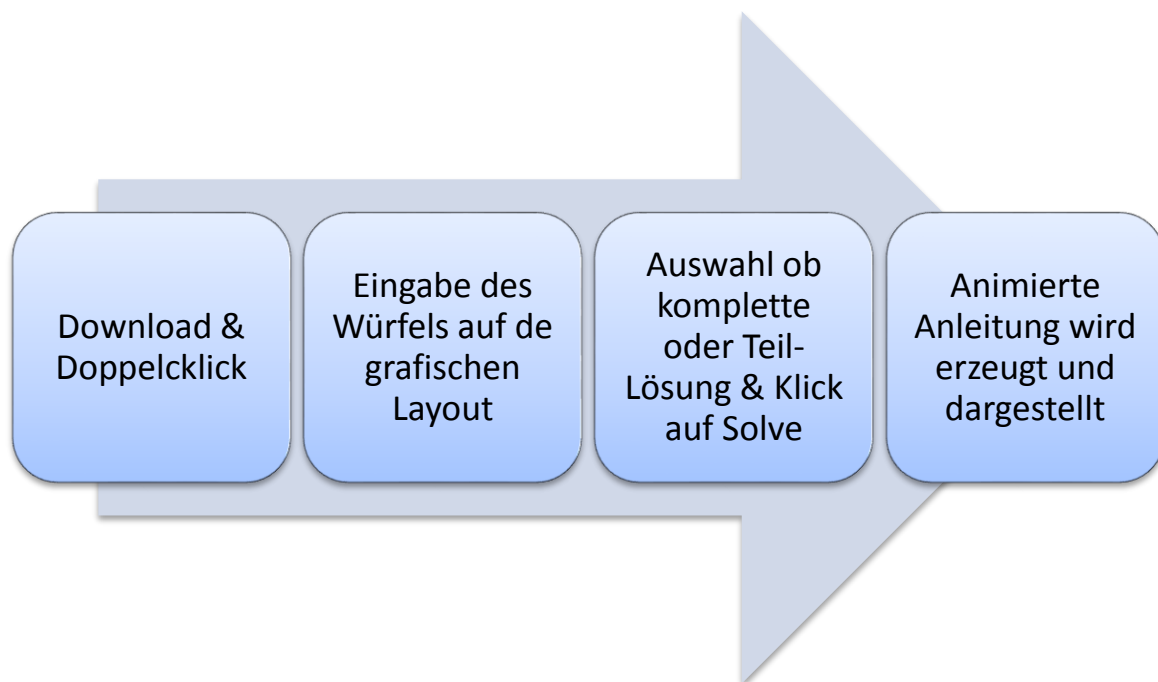 Download &
Doppelcklick
Eingabe des
Würfels auf de
grafischen
Layout
Auswahl ob
komplette
oder Teil-
Lösung & Klick
auf Solve
Animierte
Anleitung wird
erzeugt und
dargestellt